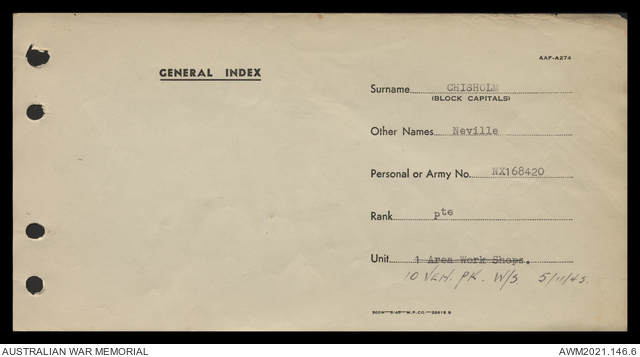 AAF-A274
GENERAL INDEX
Surname CHISHOLM
(BLOCK CAPITALS)
Other Names Neville
Personal or Army No. NX168420
Rank pte
Unit 1 Area Work Shops.
10 VEH. PK. W/S. 5/11/45.
AUSTRALIAN WAR MEMORIAL
AWM2021.146.6